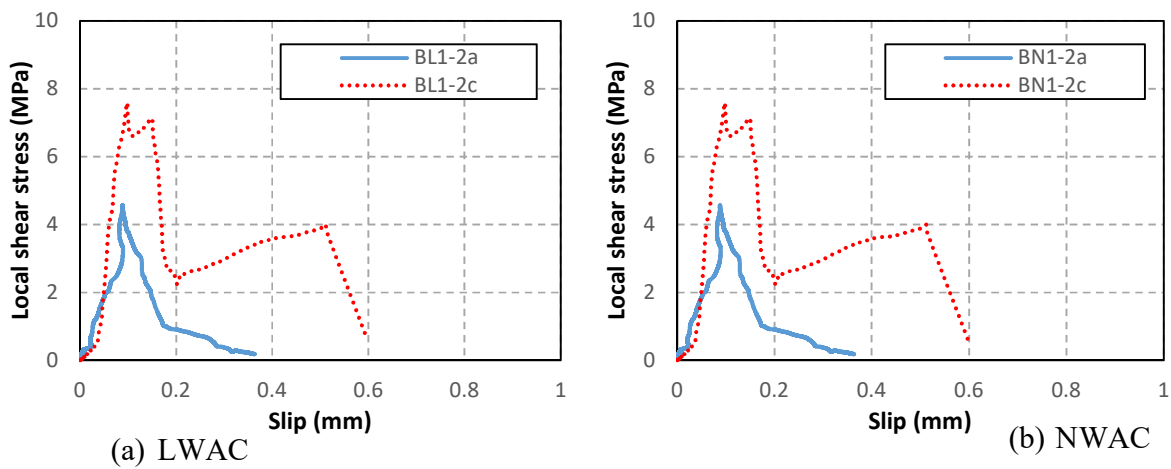 10
8
6
4
2
0
Local shear stress (MPa)
BL1-2a
BL1-2c
0 0.2 0.4 0.6 0.8 1
Slip (mm)
(a) LWAC
10
8
6
4
2
0
Local shear stress (MPa)
BN1-2a
BN1-2c
0 0.2 0.4 0.6 0.8 1
Slip (mm)
(b) NWAC